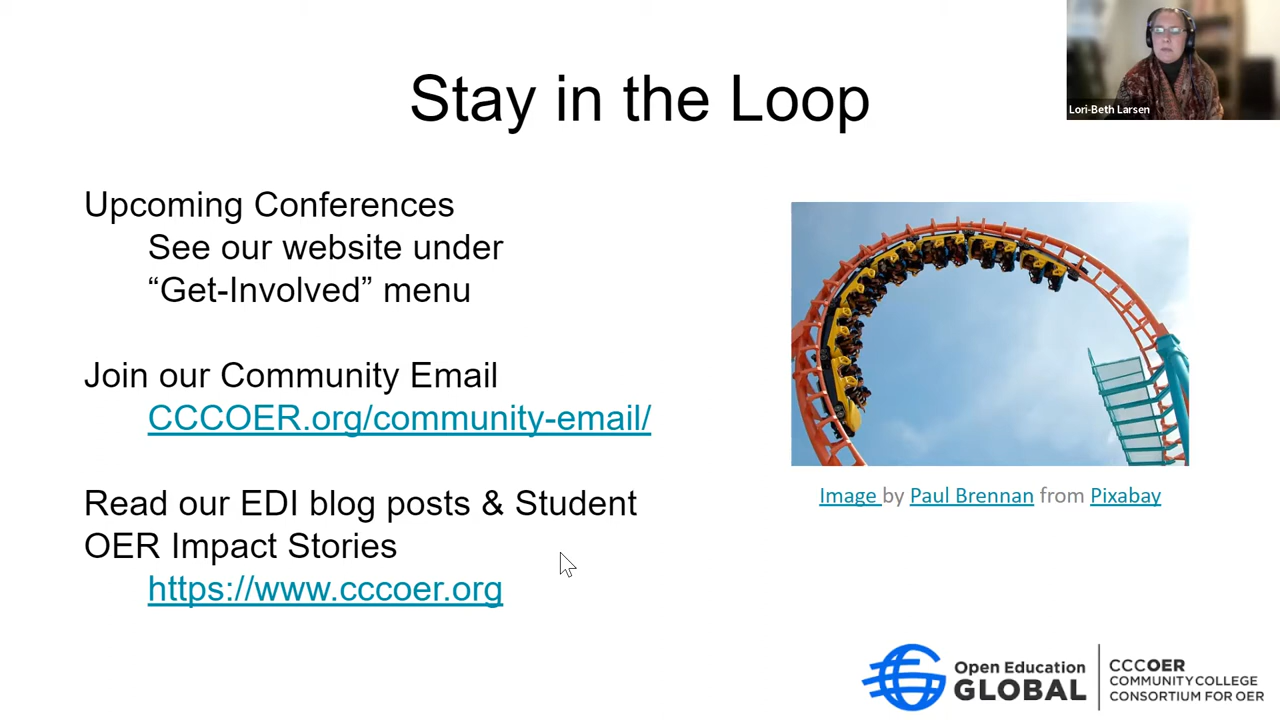 Stay in the Loop
Lori-Beth Larsen
Upcoming Conferences
See our website under
“Get-Involved” menu
Join our Community Email
CCCOER.org/community-email/
Read our EDI blog posts & Student
OER Impact Stories
https://www.cccoer.org
Image by Paul Brennan from Pixabay
Open Education
GLOBAL
CCCOER
COMMUNITY COLLEGE
CONSORTIUM FOR OER